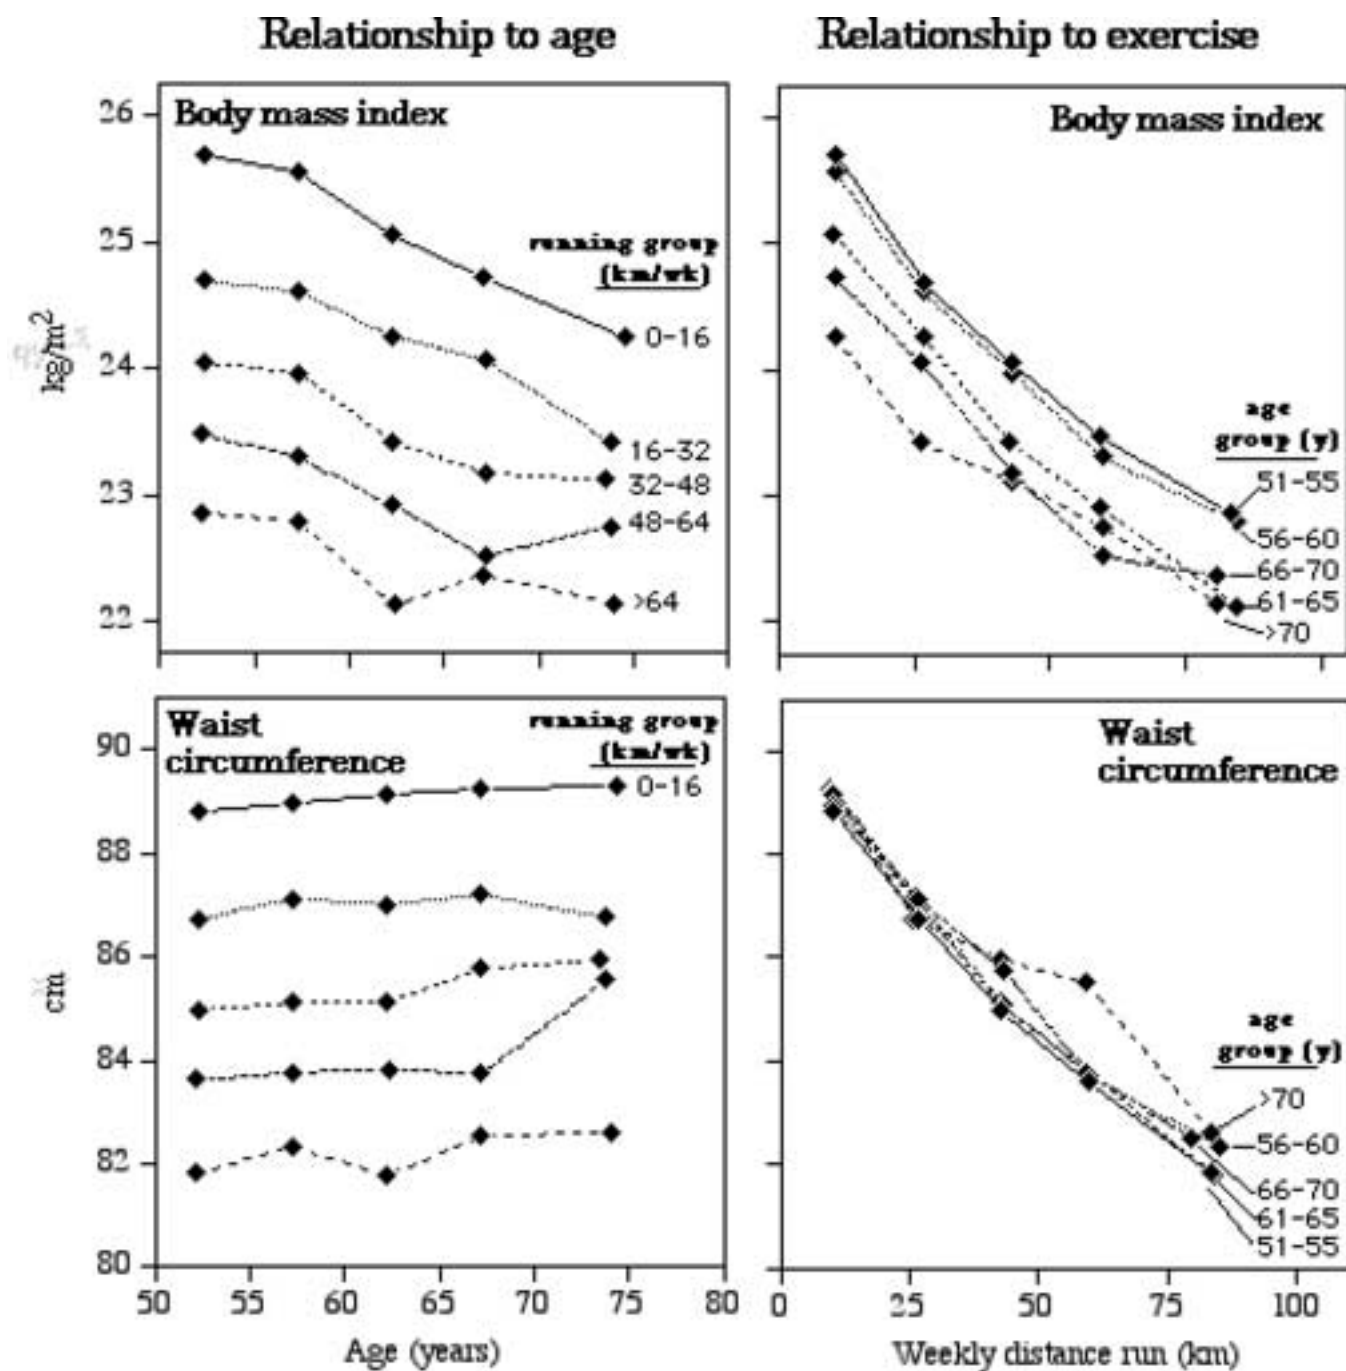 Relationship to age
Relationship to exercise
26
25
24
23
22
kg/m2
Body mass index
running group
(km/wk)
0-16
16-32
32-48
48-64
>64
Body mass index
age
group (y)
51-55
56-60
66-70
61-65
>70
90
88
86
84
82
80
cm
Waist
circumference
running group
(km/wk)
0-16
50 55 60 65 70 75 80
Age (years)
Waist
circumference
age
group (y)
>70
56-60
66-70
61-65
51-55
0 25 50 75 100
Weekly distance run (km)